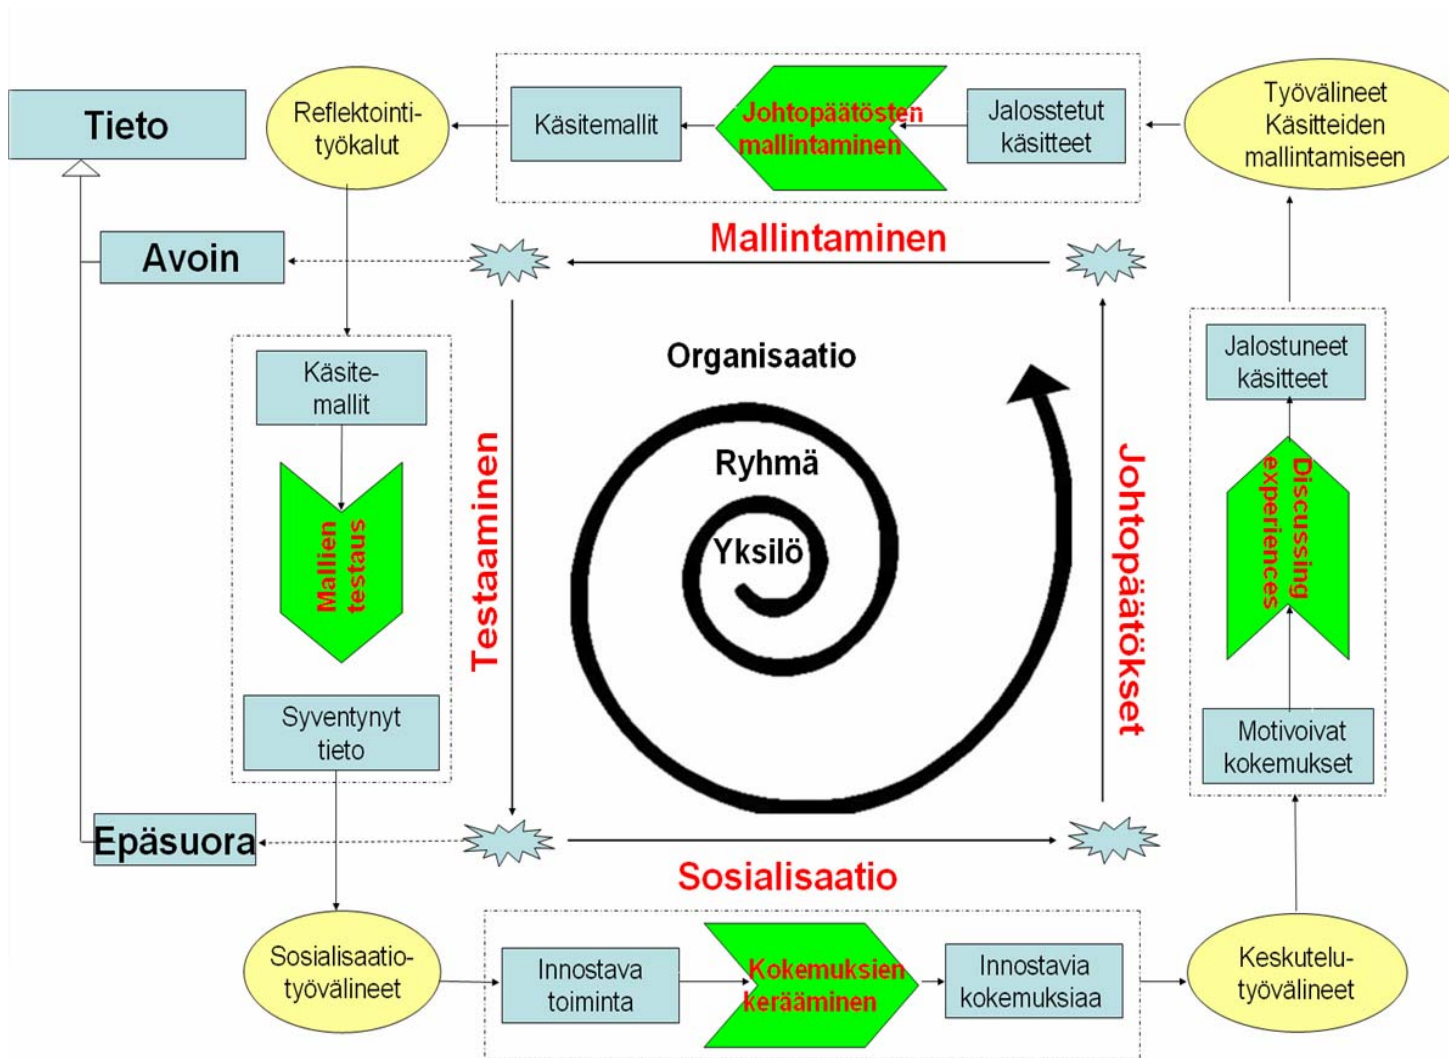 Tieto
Reflektointi-
työkalut
Käsitemallit
Johtopäätösten
mallintaminen
Jalosstetut
käsitteet
Työvälineet
Käsitteiden
mallintamiseen
Mallintaminen
Avoin
Organisaatio
Ryhmä
Yksilö
Testaaminen
Johtopäätökset
Käsite-
mallit
Mallien
testaus
Syventynyt
tieto
Jalostuneet
käsitteet
Discussing
experiences
Motivoivat
kokemukset
Epäsuora
Sosialisaatio
Sosialisaatio-
työvälineet
Innostava
toiminta
Kokemuksien
kerääminen
Innostavia
kokemuksiaa
Keskutelu-
työvälineet